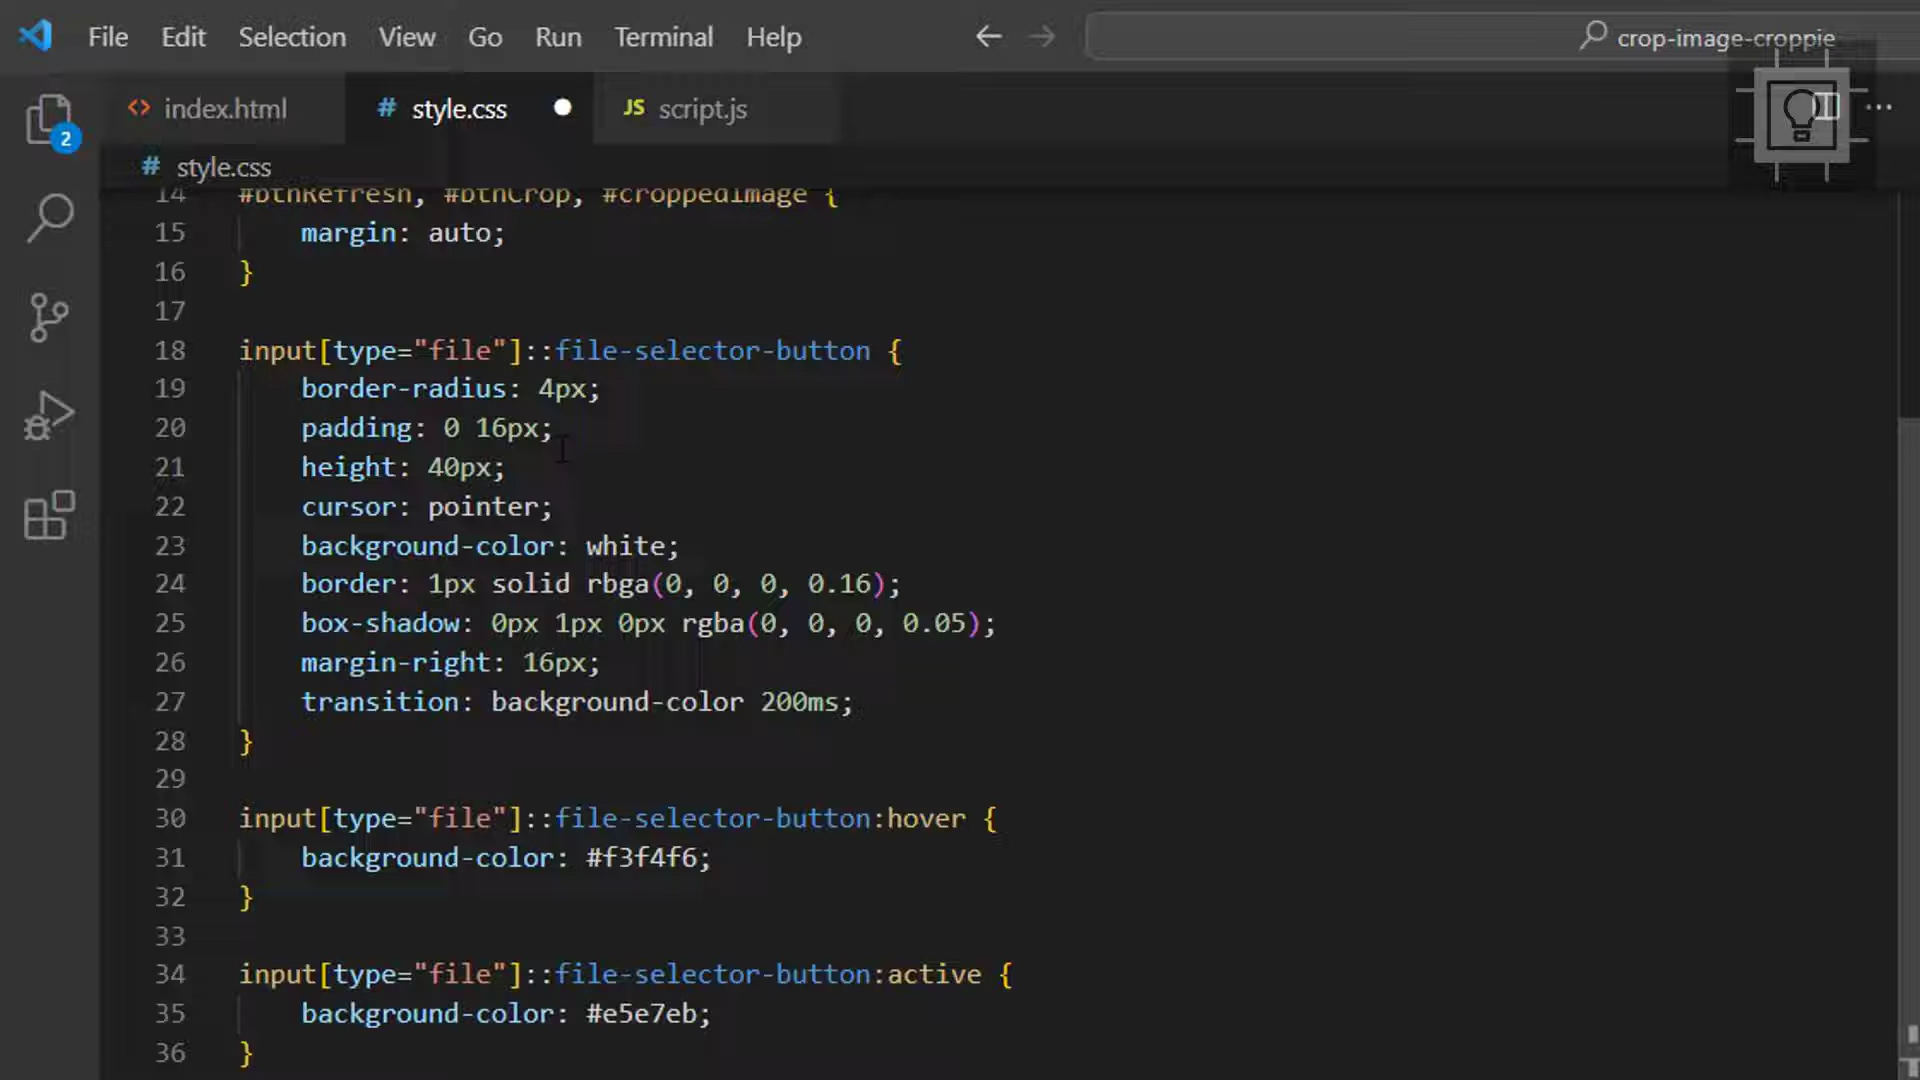 File Edit Selection View Go Run Terminal Help crop-image-croppie
2
index.html style.css JS script.js
# style.css
14 #btnRefresh, #btnCrop, #croppedImage {
15 margin: auto;
16 }
17
18 input[type="file"]::file-selector-button {
19 border-radius: 4px;
20 padding: 0 16px;
21 height: 40px;
22 cursor: pointer;
23 background-color: white;
24 border: 1px solid rbga(0, 0, 0, 0.16);
25 box-shadow: 0px 1px 0px rgba(0, 0, 0, 0.05);
26 margin-right: 16px;
27 transition: background-color 200ms;
28 }
29
30 input[type="file"]::file-selector-button:hover {
31 background-color: #f3f4f6;
32 }
33
34 input[type="file"]::file-selector-button:active {
35 background-color: #e5e7eb;
36 }